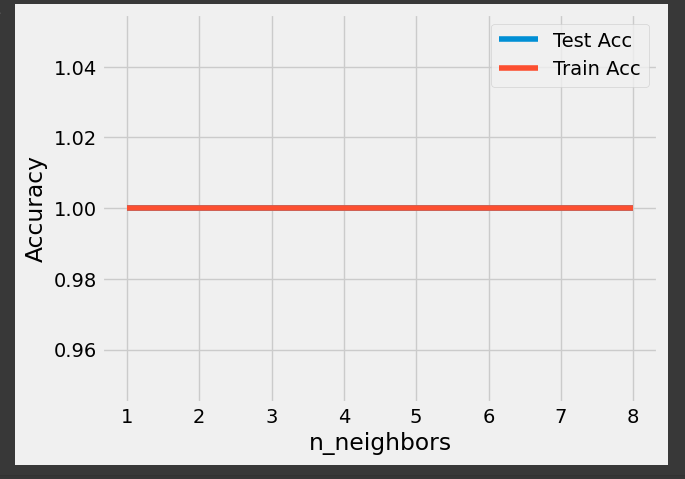 Test Acc
Train Acc
1.04
1.02
1.00
0.98
0.96
Accuracy
1 2 3 4 5 6 7 8
n_neighbors